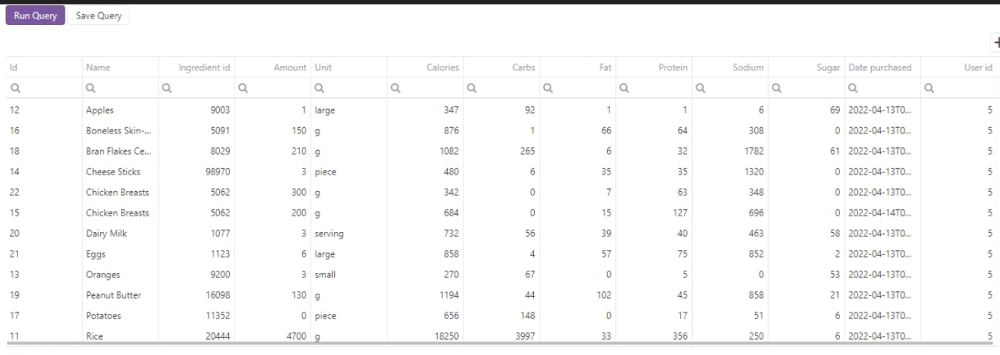 Run Query Save Query
Id Name Ingredient id Amount Unit Calories Carbs Fat Protein Sodium Sugar Date purchased User id
12 Apples 9003 1 large 347 92 1 1 6 69 2022-04-13T0... 5
16 Boneless Skin-... 5091 150 g 876 1 66 64 308 0 2022-04-13T0... 5
18 Bran Flakes Ce... 8029 210 g 1082 265 6 32 1782 61 2022-04-13T0... 5
14 Cheese Sticks 98970 3 piece 480 6 35 35 1320 0 2022-04-13T0... 5
22 Chicken Breasts 5062 300 g 342 0 7 63 348 0 2022-04-13T0... 5
15 Chicken Breasts 5062 200 g 684 0 15 127 696 0 2022-04-14T0... 5
20 Dairy Milk 1077 3 serving 732 56 39 40 463 58 2022-04-13T0... 5
21 Eggs 1123 6 large 858 4 57 75 852 2 2022-04-13T0... 5
13 Oranges 9200 3 small 270 67 0 5 0 53 2022-04-13T0... 5
19 Peanut Butter 16098 130 g 1194 44 102 45 858 21 2022-04-13T0... 5
17 Potatoes 11352 0 piece 656 148 0 17 51 6 2022-04-13T0... 5
11 Rice 20444 4700 g 18250 3997 33 356 250 6 2022-04-13T0... 5